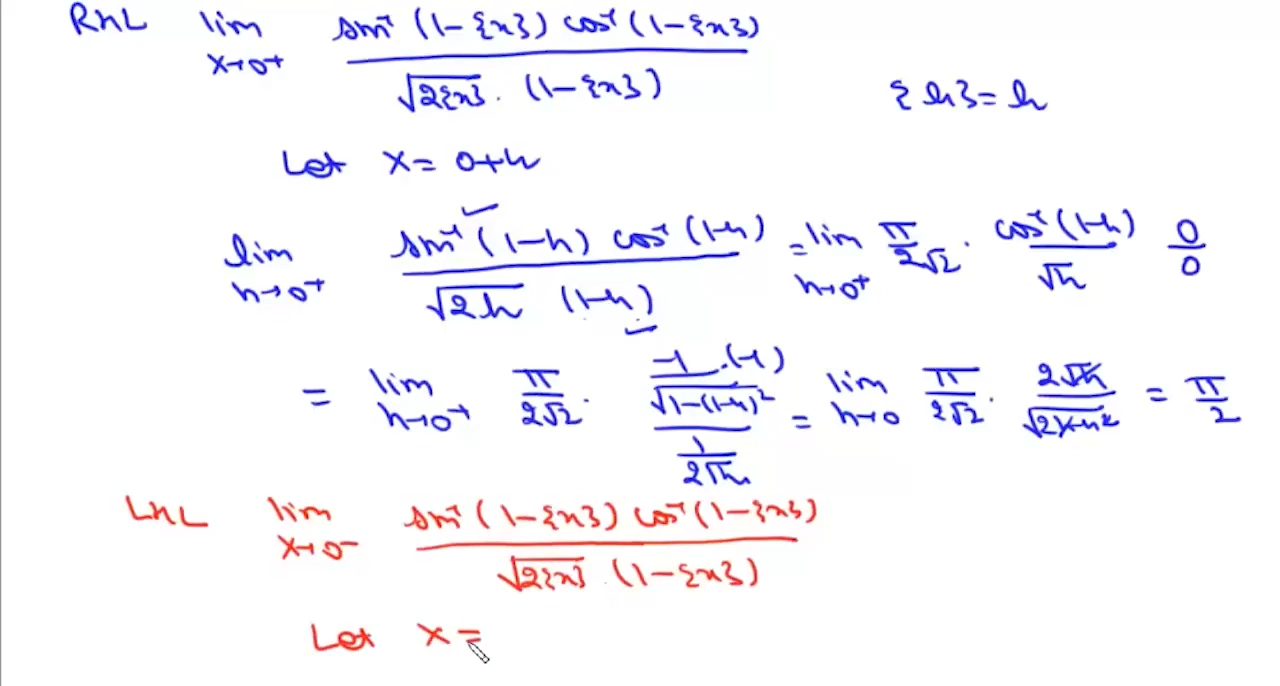 RHL lim x→0+ sin⁻¹(1-{x}) cos⁻¹(1-{x}) / √2{x} · (1-{x})
{h} = h
Let x = 0+h
lim h→0+ sin⁻¹(1-h) cos⁻¹(1-h) / √2h (1-h) = lim h→0+ π/2√2 · cos⁻¹(1-h)/√h 0/0
= lim h→0+ π/2√2 · -1/√1-(1-h)² · (-1) / 1/2√h = lim h→0 π/2√2 · 2√h/√2h-h² = π/2
LHL lim x→0- sin⁻¹(1-{x}) cos⁻¹(1-{x}) / √2{x} · (1-{x})
Let x =